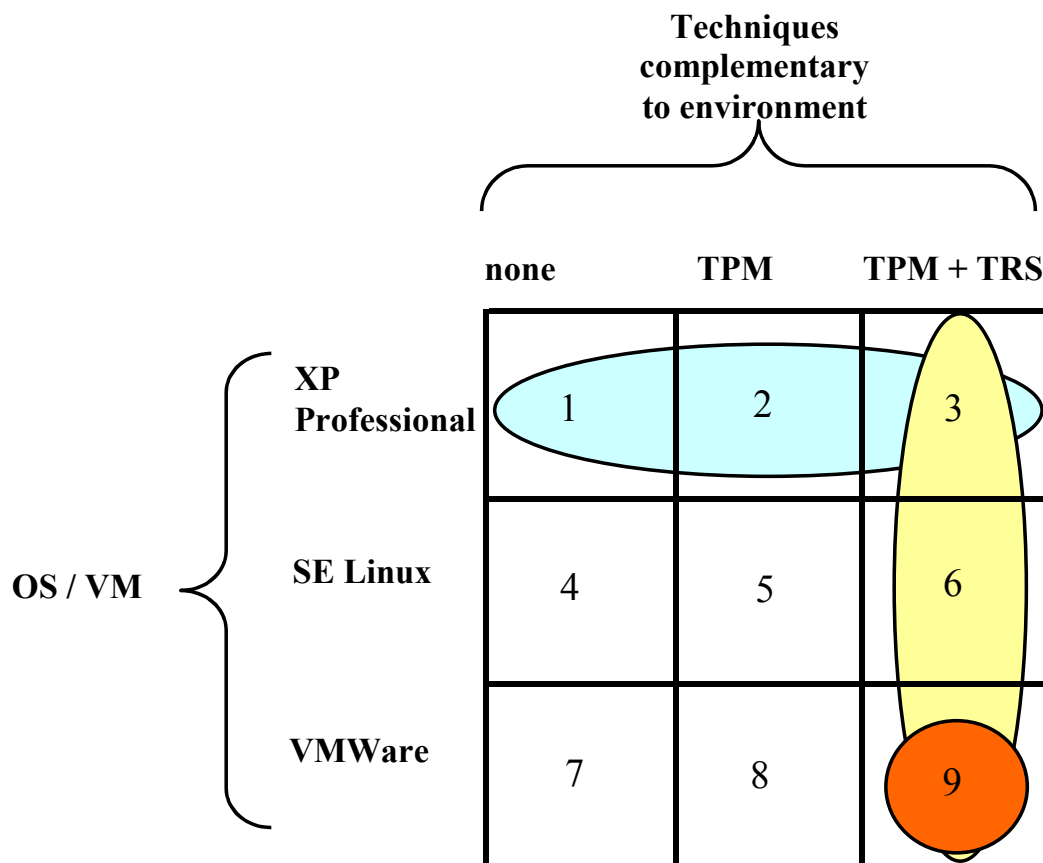 Techniques
complementary
to environment
none TPM TPM + TRS
XP
Professional
1 2 3
OS / VM
SE Linux
4 5 6
VMWare
7 8 9